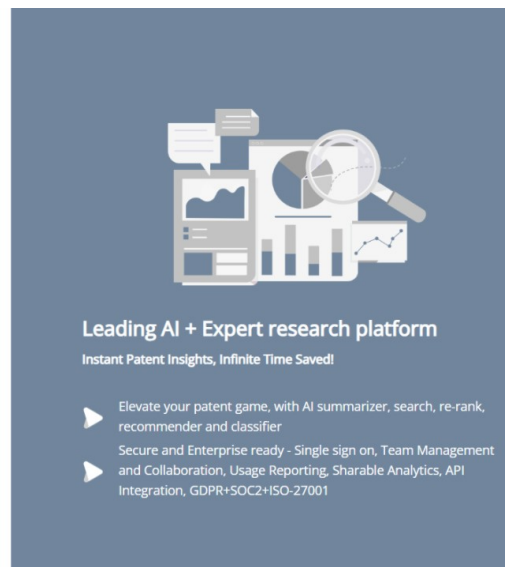 Leading AI + Expert research platform
Instant Patent Insights, Infinite Time Saved!
Elevate your patent game, with AI summarizer, search, re-rank,
recommender and classifier
Secure and Enterprise ready - Single sign on, Team Management
and Collaboration, Usage Reporting, Sharable Analytics, API
Integration, GDPR+SOC2+ISO-27001